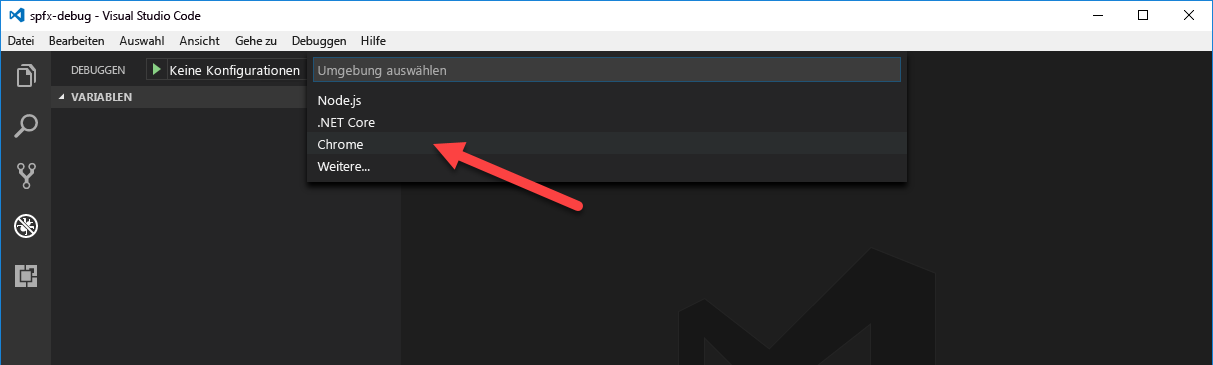 spfx-debug - Visual Studio Code
Datei Bearbeiten Auswahl Ansicht Gehe zu Debuggen Hilfe
DEBUGGEN Keine Konfigurationen
Umgebung auswählen
VARIABLEN
Node.js
.NET Core
Chrome
Weitere...